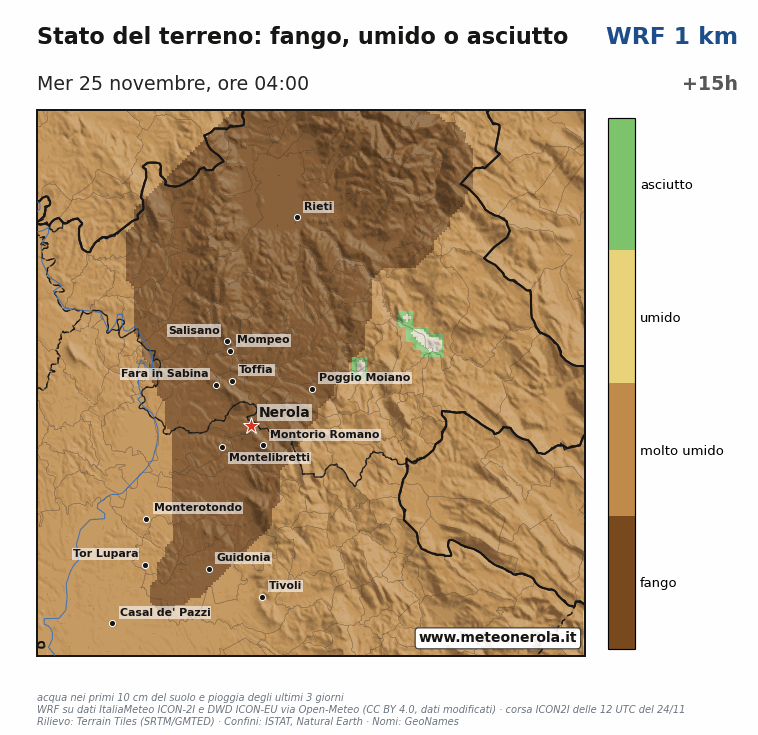 Stato del terreno: fango, umido o asciutto
WRF 1 km
Mer 25 novembre, ore 04:00
+15h
Rieti
Salisano
Mompeo
Fara in Sabina
Toffia
Poggio Moiano
Nerola
Montorio Romano
Montelibretti
Monterotondo
Tor Lupara
Guidonia
Tivoli
Casal de' Pazzi
www.meteonerola.it
asciutto
umido
molto umido
fango
acqua nei primi 10 cm del suolo e pioggia degli ultimi 3 giorni
WRF su dati ItaliaMeteo ICON-2I e DWD ICON-EU via Open-Meteo (CC BY 4.0, dati modificati) · corsa ICON2I delle 12 UTC del 24/11
Rilievo: Terrain Tiles (SRTM/GMTED) · Confini: ISTAT, Natural Earth · Nomi: GeoNames